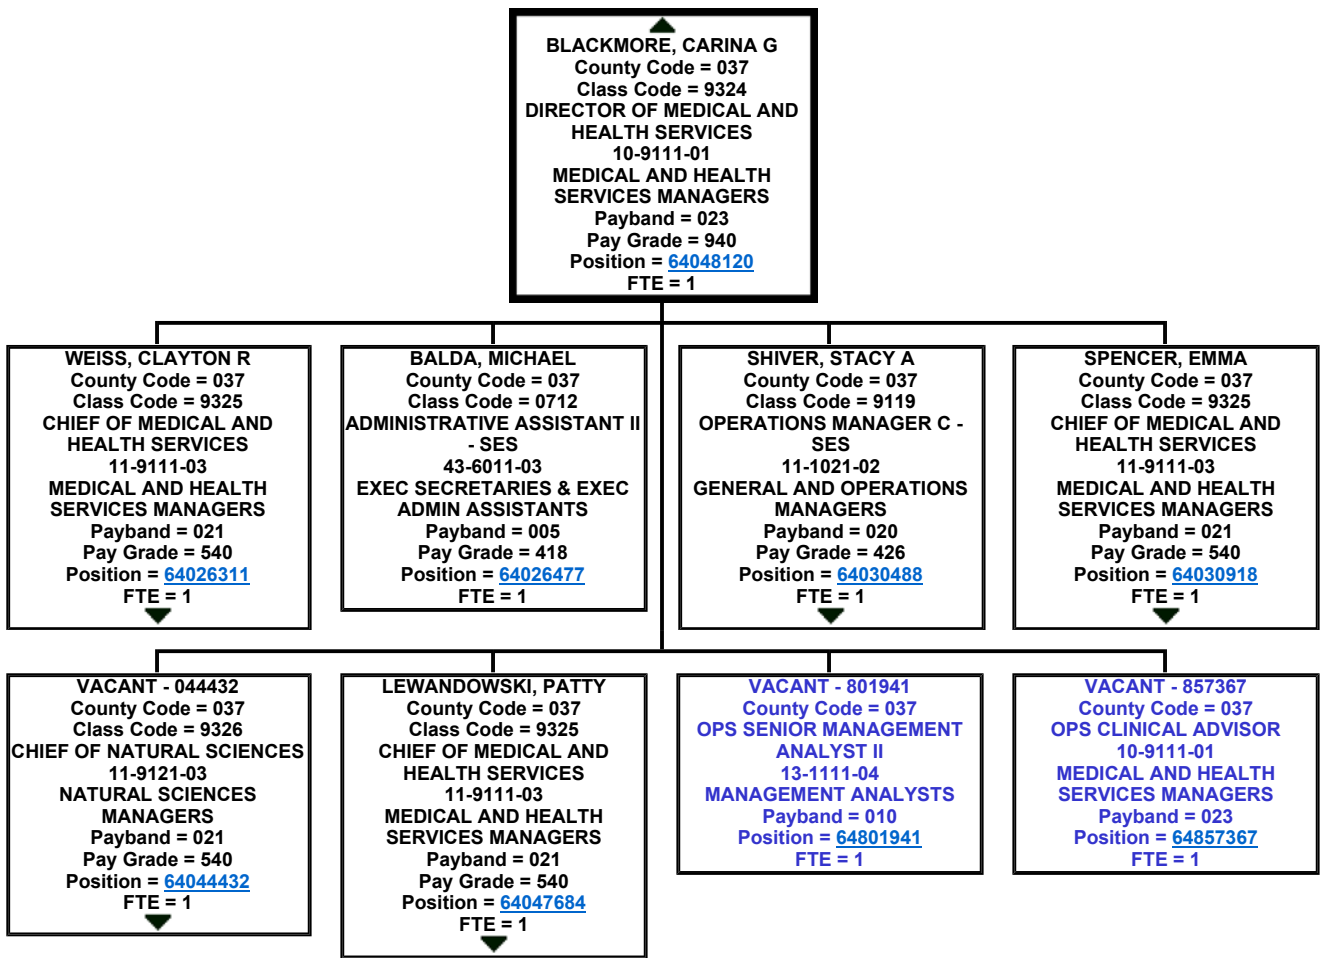 BLACKMORE, CARINA G
County Code = 037
Class Code = 9324
DIRECTOR OF MEDICAL AND
HEALTH SERVICES
10-9111-01
MEDICAL AND HEALTH
SERVICES MANAGERS
Payband = 023
Pay Grade = 940
Position = 64048120
FTE = 1
WEISS, CLAYTON R
County Code = 037
Class Code = 9325
CHIEF OF MEDICAL AND
HEALTH SERVICES
11-9111-03
MEDICAL AND HEALTH
SERVICES MANAGERS
Payband = 021
Pay Grade = 540
Position = 64026311
FTE = 1
BALDA, MICHAEL
County Code = 037
Class Code = 0712
ADMINISTRATIVE ASSISTANT II
- SES
43-6011-03
EXEC SECRETARIES & EXEC
ADMIN ASSISTANTS
Payband = 005
Pay Grade = 418
Position = 64026477
FTE = 1
SHIVER, STACY A
County Code = 037
Class Code = 9119
OPERATIONS MANAGER C -
SES
11-1021-02
GENERAL AND OPERATIONS
MANAGERS
Payband = 020
Pay Grade = 426
Position = 64030488
FTE = 1
SPENCER, EMMA
County Code = 037
Class Code = 9325
CHIEF OF MEDICAL AND
HEALTH SERVICES
11-9111-03
MEDICAL AND HEALTH
SERVICES MANAGERS
Payband = 021
Pay Grade = 540
Position = 64030918
FTE = 1
VACANT - 044432
County Code = 037
Class Code = 9326
CHIEF OF NATURAL SCIENCES
11-9121-03
NATURAL SCIENCES
MANAGERS
Payband = 021
Pay Grade = 540
Position = 64044432
FTE = 1
LEWANDOWSKI, PATTY
County Code = 037
Class Code = 9325
CHIEF OF MEDICAL AND
HEALTH SERVICES
11-9111-03
MEDICAL AND HEALTH
SERVICES MANAGERS
Payband = 021
Pay Grade = 540
Position = 64047684
FTE = 1
VACANT - 801941
County Code = 037
OPS SENIOR MANAGEMENT
ANALYST II
13-1111-04
MANAGEMENT ANALYSTS
Payband = 010
Position = 64801941
FTE = 1
VACANT - 857367
County Code = 037
OPS CLINICAL ADVISOR
10-9111-01
MEDICAL AND HEALTH
SERVICES MANAGERS
Payband = 023
Position = 64857367
FTE = 1